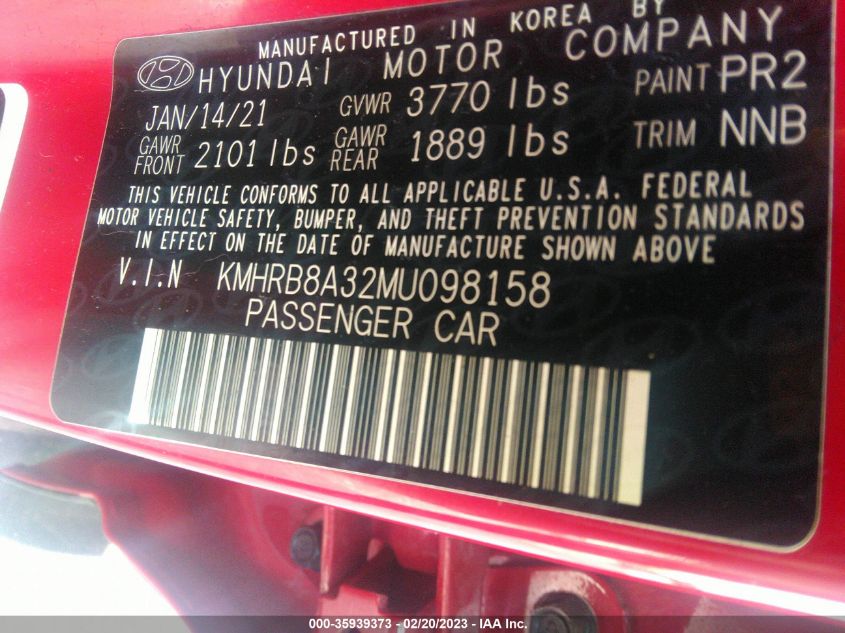 MANUFACTURED IN KOREA BY
HYUNDAI MOTOR COMPANY
JAN/14/21 GVWR 3770 lbs PAINT PR2
GAWR FRONT 2101 lbs GAWR REAR 1889 lbs TRIM NNB
THIS VEHICLE CONFORMS TO ALL APPLICABLE U.S.A. FEDERAL
MOTOR VEHICLE SAFETY, BUMPER, AND THEFT PREVENTION STANDARDS
IN EFFECT ON THE DATE OF MANUFACTURE SHOWN ABOVE
V.I.N KMHRB8A32MU098158
PASSENGER CAR
000-35939373 - 02/20/2023 - IAA Inc.